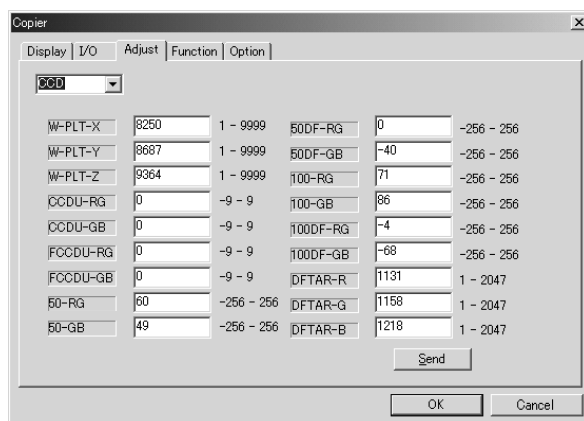 Copier
Display I/O Adjust Function Option
CCD
W-PLT-X 8250 1 - 9999 50DF-RG 0 -256 - 256
W-PLT-Y 8687 1 - 9999 50DF-GB -40 -256 - 256
W-PLT-Z 9364 1 - 9999 100-RG 71 -256 - 256
CCDU-RG 0 -9 - 9 100-GB 86 -256 - 256
CCDU-GB 0 -9 - 9 100DF-RG -4 -256 - 256
FCCDU-RG 0 -9 - 9 100DF-GB -68 -256 - 256
FCCDU-GB 0 -9 - 9 DFTAR-R 1131 1 - 2047
50-RG 60 -256 - 256 DFTAR-G 1158 1 - 2047
50-GB 49 -256 - 256 DFTAR-B 1218 1 - 2047
Send
OK Cancel